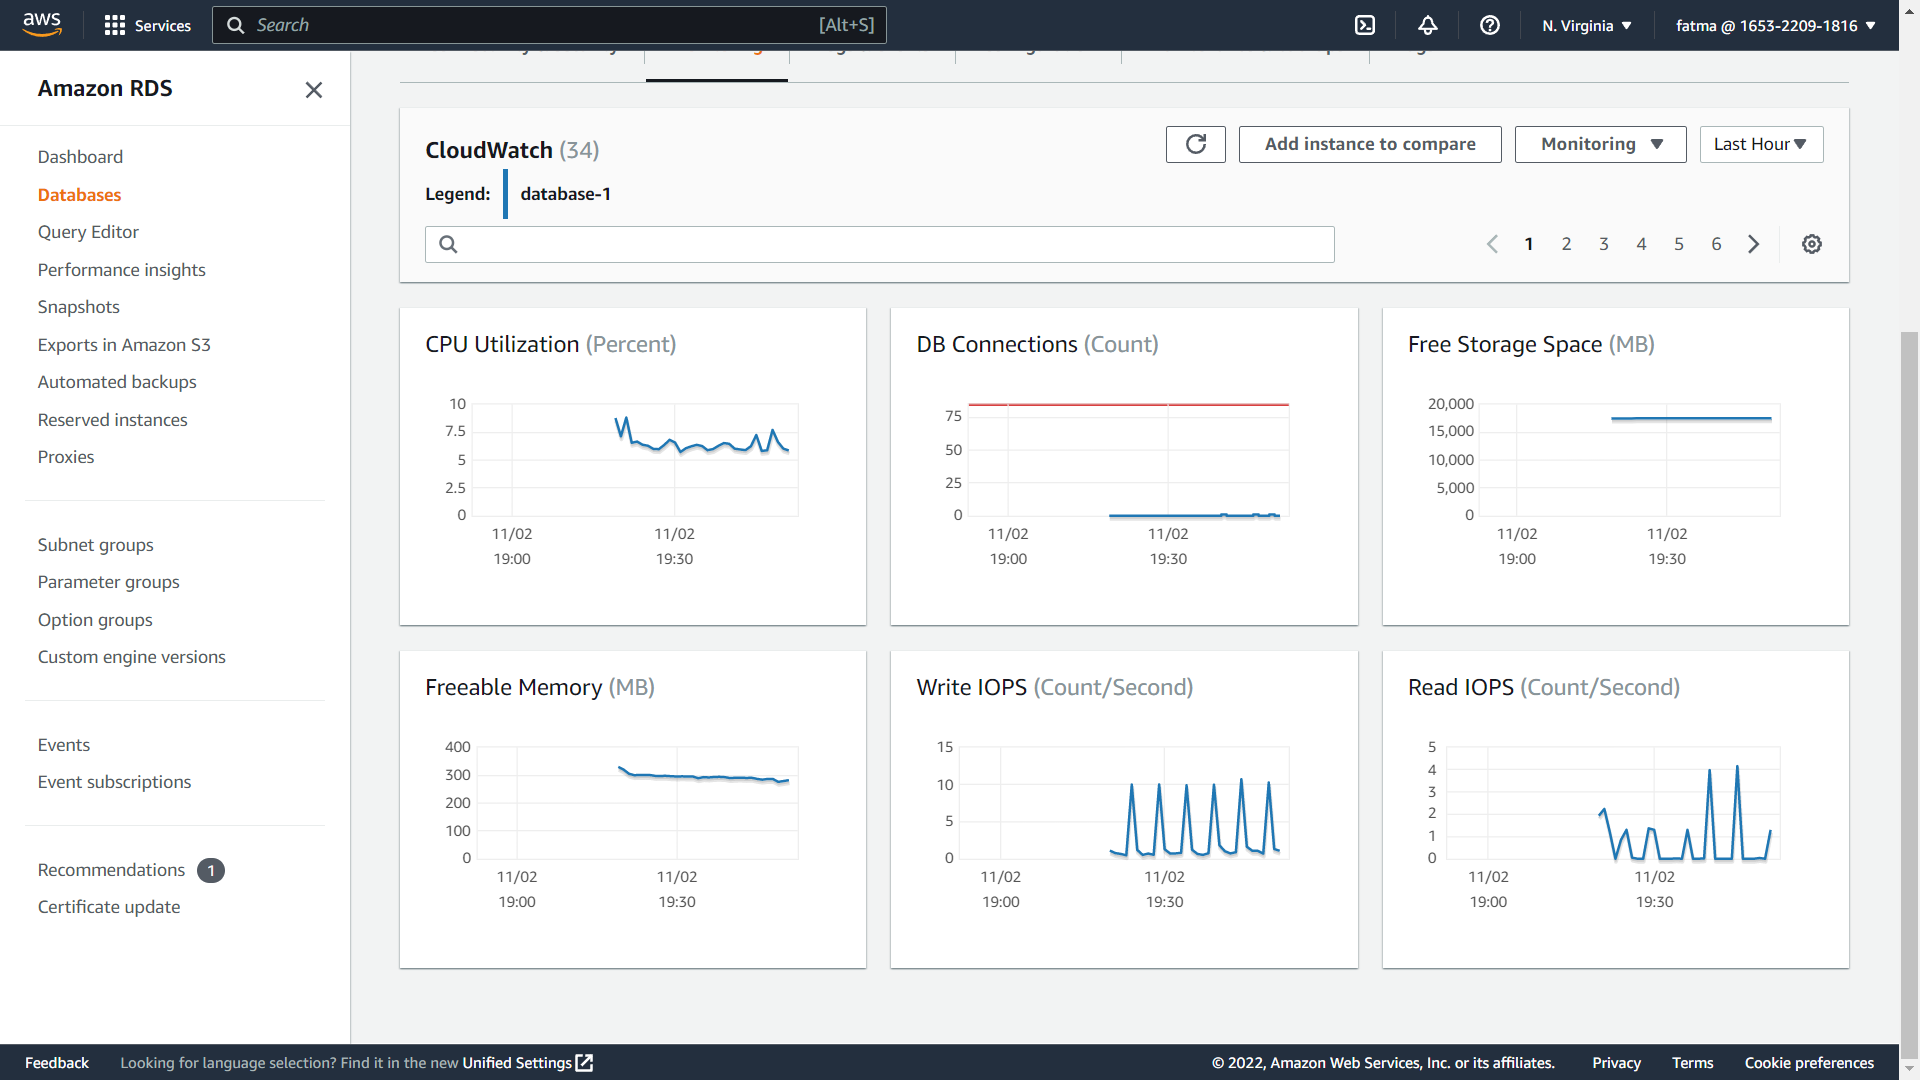 aws
Services
Search
[Alt+S]
N. Virginia
fatma @ 1653-2209-1816
Amazon RDS
Dashboard
Databases
Query Editor
Performance insights
Snapshots
Exports in Amazon S3
Automated backups
Reserved instances
Proxies
Subnet groups
Parameter groups
Option groups
Custom engine versions
Events
Event subscriptions
Recommendations 1
Certificate update
CloudWatch (34)
Add instance to compare
Monitoring
Last Hour
Legend: database-1
1 2 3 4 5 6
CPU Utilization (Percent)
10
7.5
5
2.5
0
11/02 11/02
19:00 19:30
DB Connections (Count)
75
50
25
0
11/02 11/02
19:00 19:30
Free Storage Space (MB)
20,000
15,000
10,000
5,000
0
11/02 11/02
19:00 19:30
Freeable Memory (MB)
400
300
200
100
0
11/02 11/02
19:00 19:30
Write IOPS (Count/Second)
15
10
5
0
11/02 11/02
19:00 19:30
Read IOPS (Count/Second)
5
4
3
2
1
0
11/02 11/02
19:00 19:30
Feedback
Looking for language selection? Find it in the new Unified Settings
© 2022, Amazon Web Services, Inc. or its affiliates.
Privacy
Terms
Cookie preferences